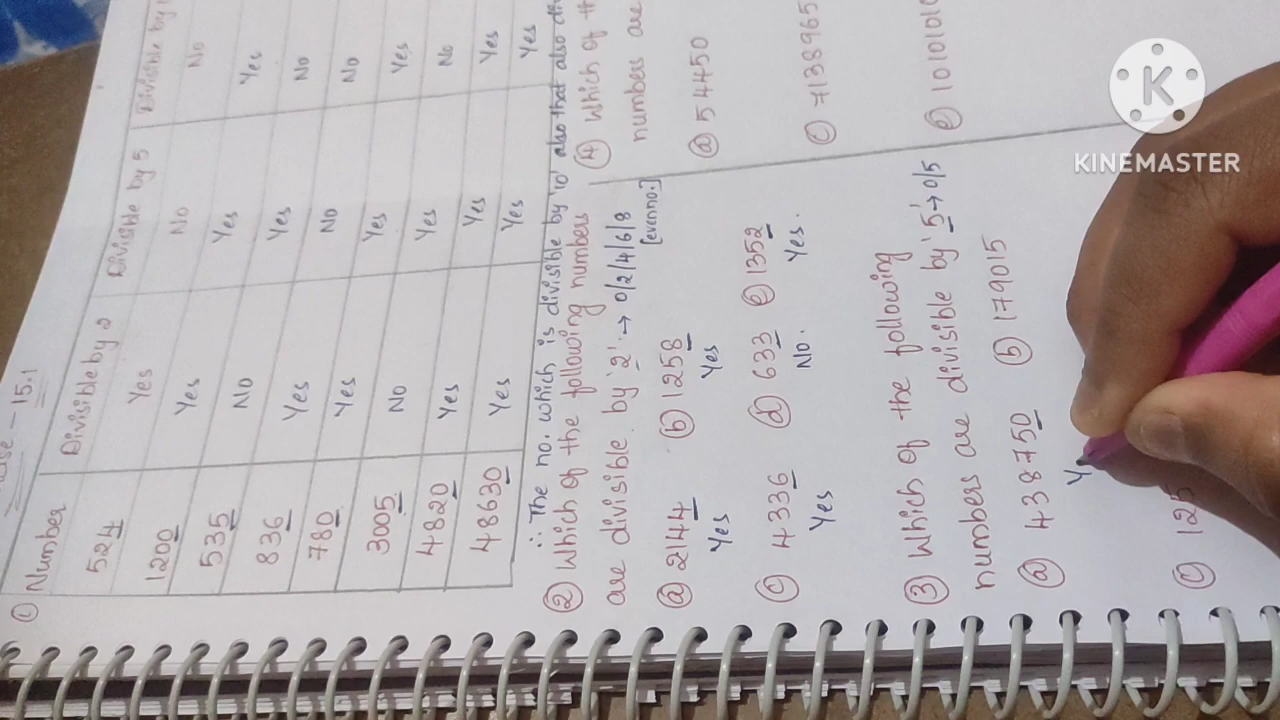 - 15.1
① Number Divisible by 2 Divisible by 5 Divisible by
524 Yes No No
1200 Yes Yes Yes
535 NO Yes No
836 Yes No No
780 Yes Yes Yes
3005 No Yes No
4820 Yes Yes Yes
48630 Yes Yes Yes
∴ The no. which is divisible by '10' also that also
② Which of the following numbers
are divisible by '2' → 0/2/4/6/8
[even no.]
ⓐ 2144 ⓑ 1258
Yes Yes
ⓒ 4336 ⓓ 633 ⓔ 1352
Yes NO. Yes.
③ Which of the following
numbers are divisible by '5' → 0/5
ⓐ 438750 ⓑ 179015
Y
ⓒ 125
④ Which of
numbers are
ⓐ 54450
ⓒ 7138965
ⓔ 1010101
KINEMASTER